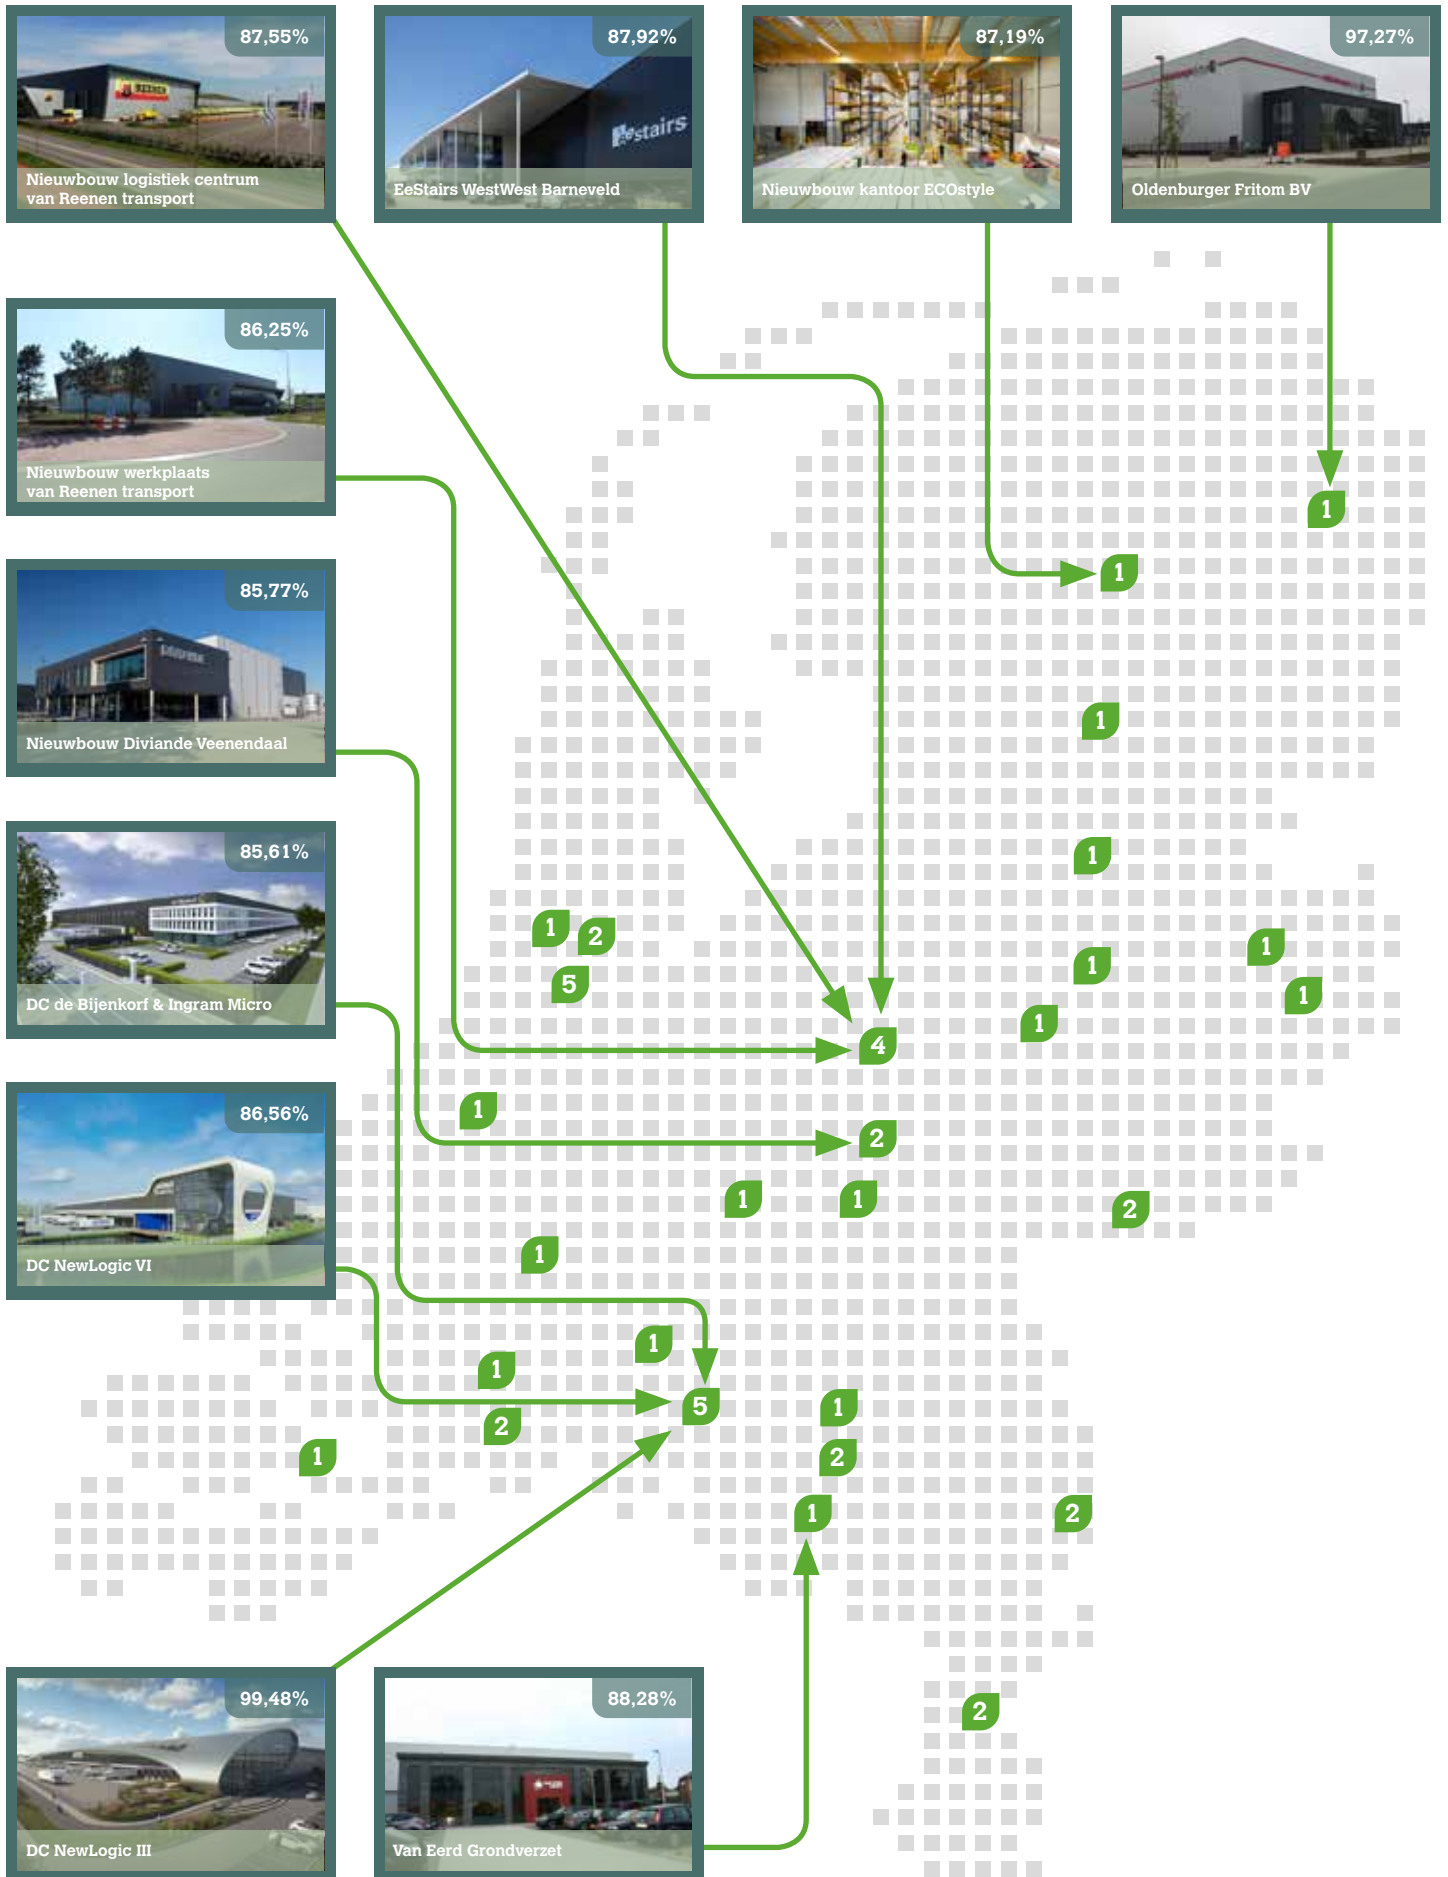 87,55%
Nieuwbouw logistiek centrum
van Reenen transport
87,92%
EeStairs WestWest Barneveld
eestairs
87,19%
Nieuwbouw kantoor ECOstyle
97,27%
Oldenburger Fritom BV
86,25%
Nieuwbouw werkplaats
van Reenen transport
85,77%
Nieuwbouw Diviande Veenendaal
85,61%
DC de Bijenkorf & Ingram Micro
86,56%
DC NewLogic VI
99,48%
DC NewLogic III
88,28%
Van Eerd Grondverzet
1
1
1
1
1
2
1
5
1
1
1
4
1
2
1
1
2
1
1
1
5
1
2
1
2
1
2
2